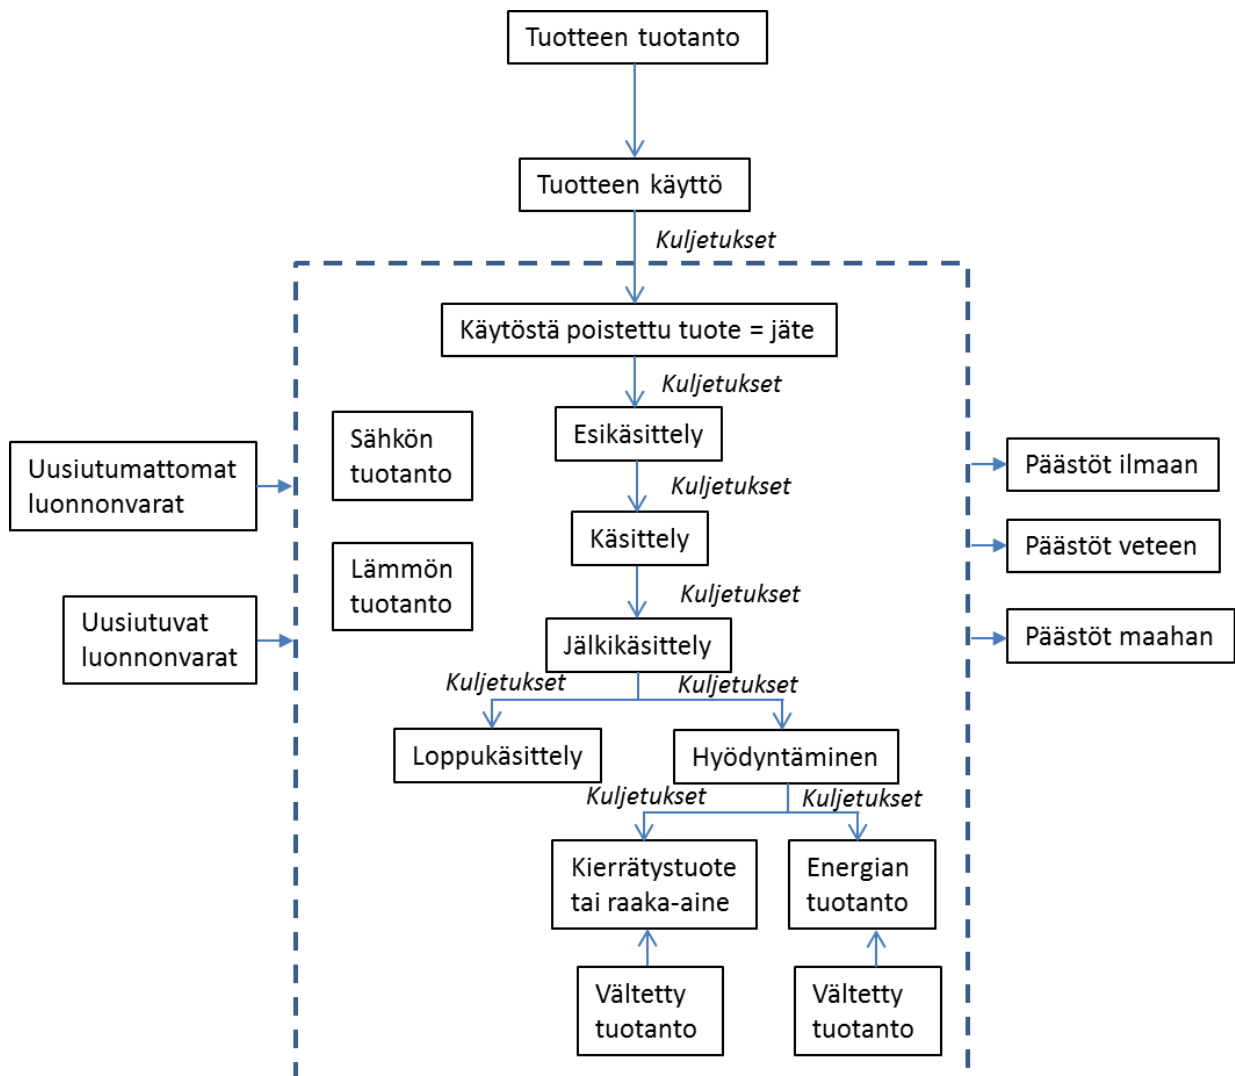 Tuotteen tuotanto
Tuotteen käyttö
Kuljetukset
Käytöstä poistettu tuote = jäte
Kuljetukset
Esikäsittely
Sähkön
tuotanto
Uusiutumattomat
luonnonvarat
Päästöt ilmaan
Kuljetukset
Käsittely
Päästöt veteen
Lämmön
tuotanto
Kuljetukset
Uusiutuvat
luonnonvarat
Jälkikäsittely
Päästöt maahan
Kuljetukset
Kuljetukset
Loppukäsittely
Hyödyntäminen
Kuljetukset
Kuljetukset
Kierrätystuote
tai raaka-aine
Energian
tuotanto
Vältetty
tuotanto
Vältetty
tuotanto